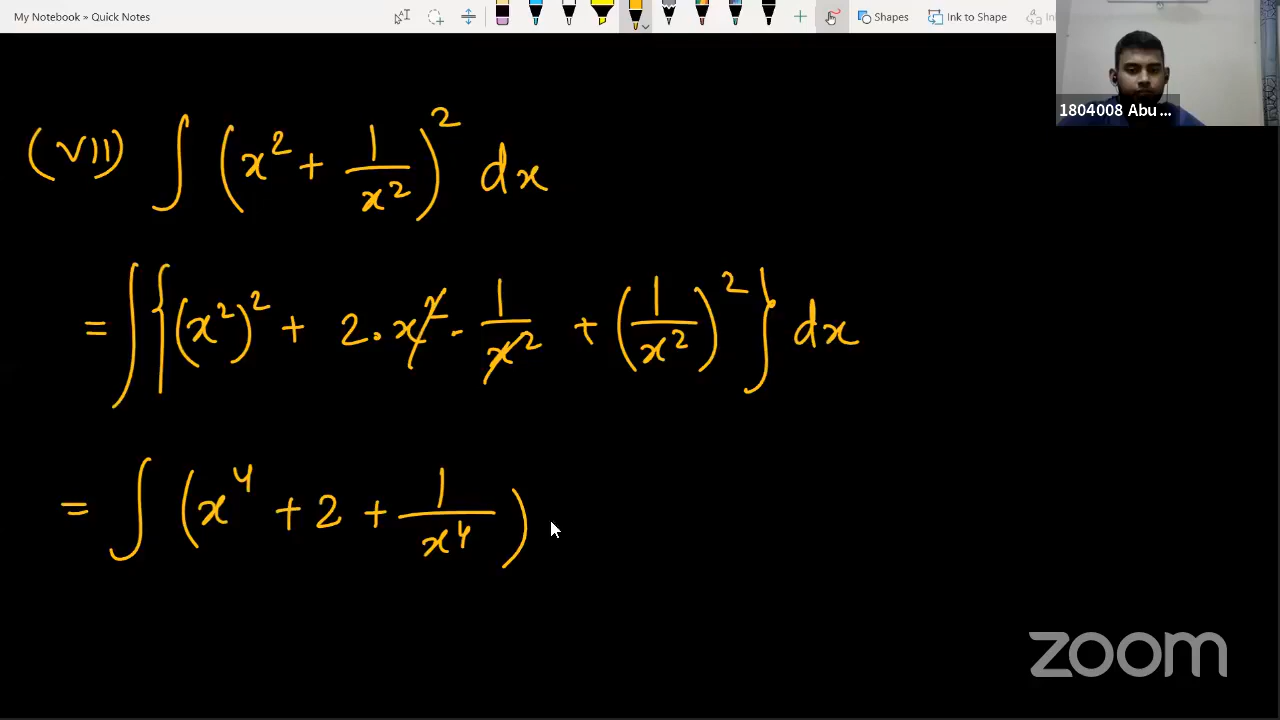 My Notebook » Quick Notes
Shapes
Ink to Shape
1804008 Abu ...
(VII) ∫ (x² + 1/x²)² dx
= ∫ {(x²)² + 2 · x² · 1/x² + (1/x²)²} dx
= ∫ (x⁴ + 2 + 1/x⁴)
zoom